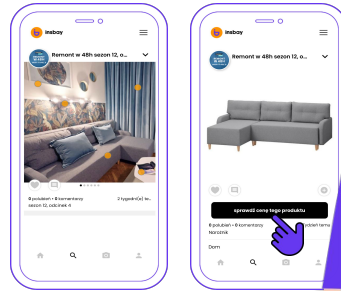 insbay
Remont w 48h sezon 12, o...
0 polubień • 0 komentarzy
2 tygodni(e) te...
sezon 12, odcinek 4
insbay
Remont w 48h sezon 12, o...
sprawdź cenę tego produktu
0 polubień • 0 komentarzy
temu
Narożnik
Dom